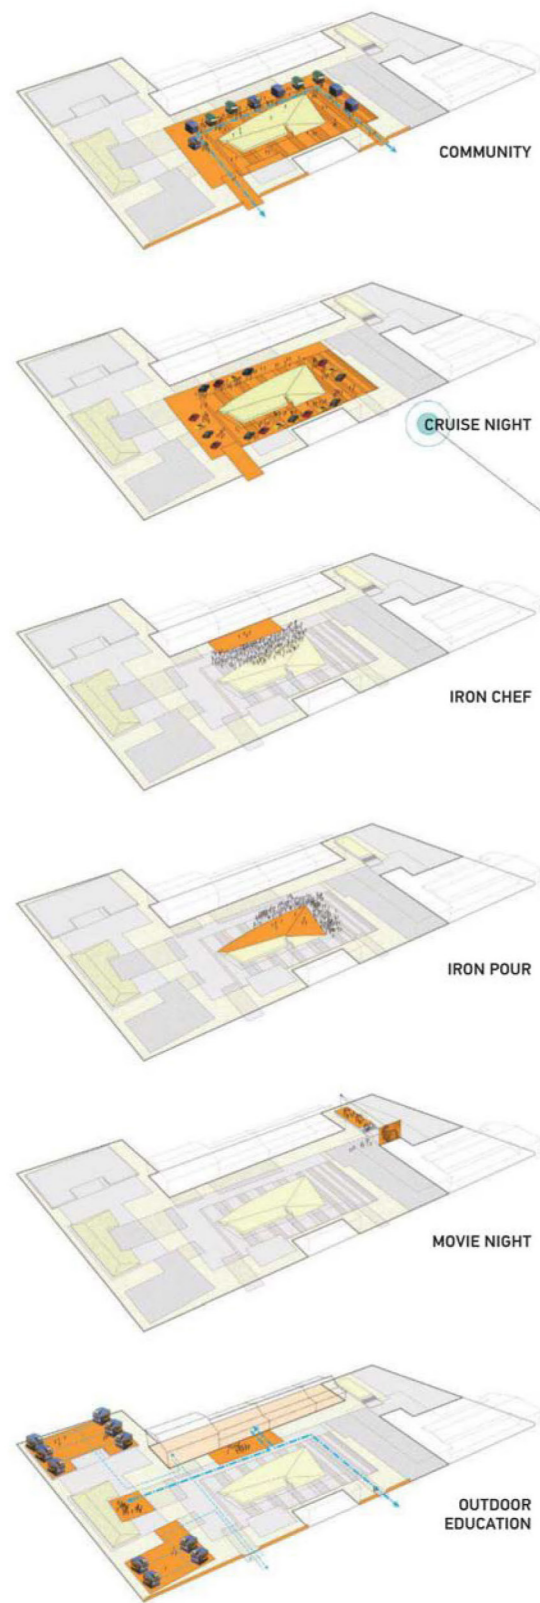 COMMUNITY
CRUISE NIGHT
IRON CHEF
IRON POUR
MOVIE NIGHT
OUTDOOR
EDUCATION